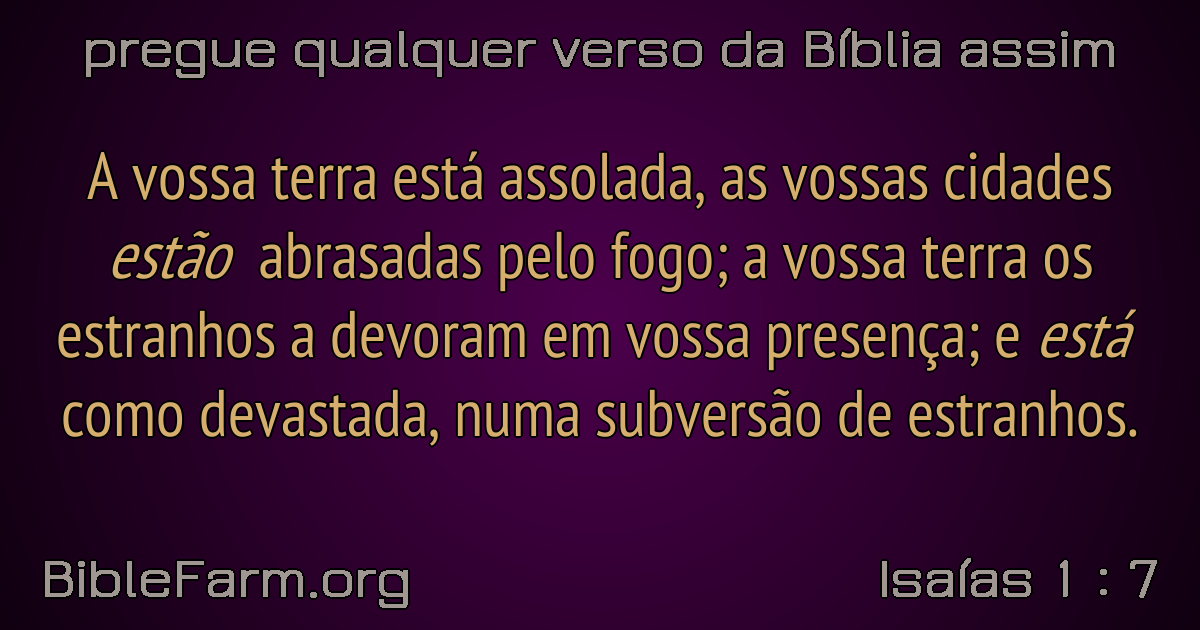 pregue qualquer verso da Bíblia assim
A vossa terra está assolada, as vossas cidades
estão abrasadas pelo fogo; a vossa terra os
estranhos a devoram em vossa presença; e está
como devastada, numa subversão de estranhos.
BibleFarm.org
Isaías 1 : 7